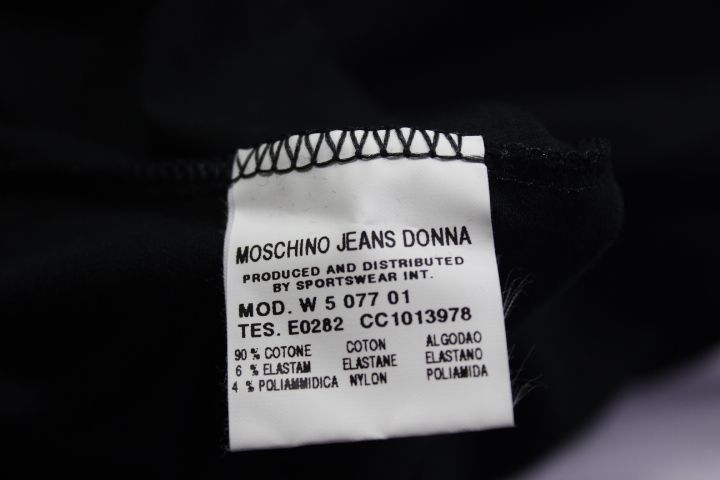 MOSCHINO JEANS DONNA
PRODUCED AND DISTRIBUTED
BY SPORTSWEAR INT.
MOD. W 5 077 01
TES. E0282 CC1013978
90 % COTONE COTON ALGODAO
6 % ELASTAM ELASTANE ELASTANO
4 % POLIAMMIDICA NYLON POLIAMIDA